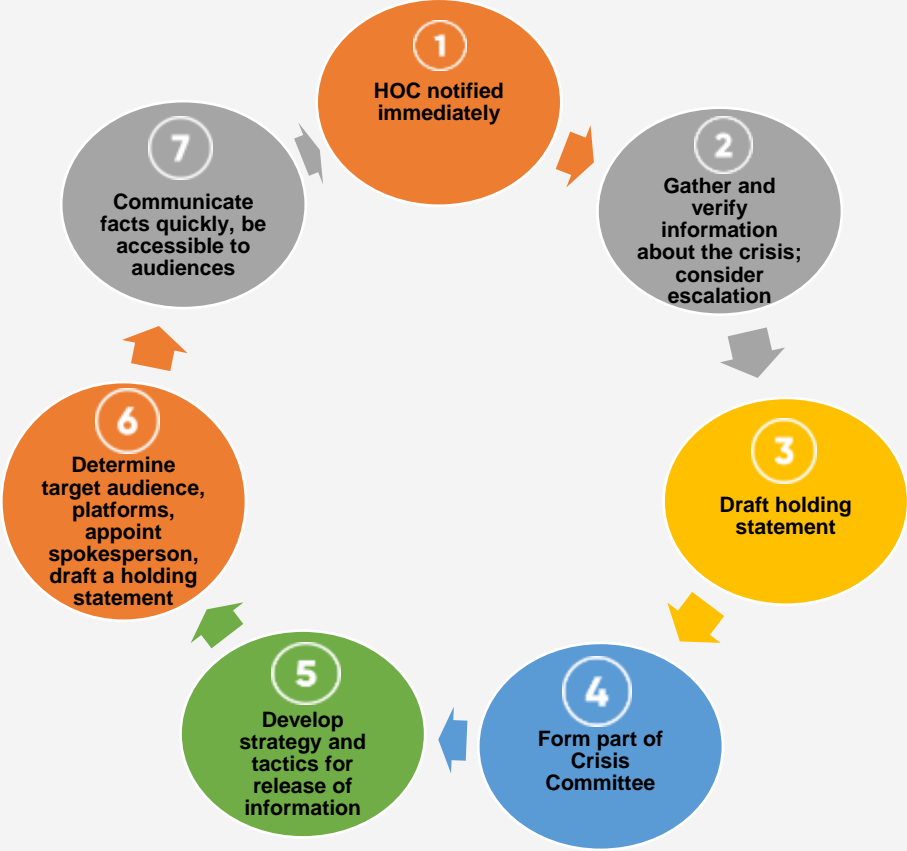 1
HOC notified
immediately
2
Gather and
verify
information
about the crisis;
consider
escalation
3
Draft holding
statement
4
Form part of
Crisis
Committee
5
Develop
strategy and
tactics for
release of
information
6
Determine
target audience,
platforms,
appoint
spokesperson,
draft a holding
statement
7
Communicate
facts quickly, be
accessible to
audiences